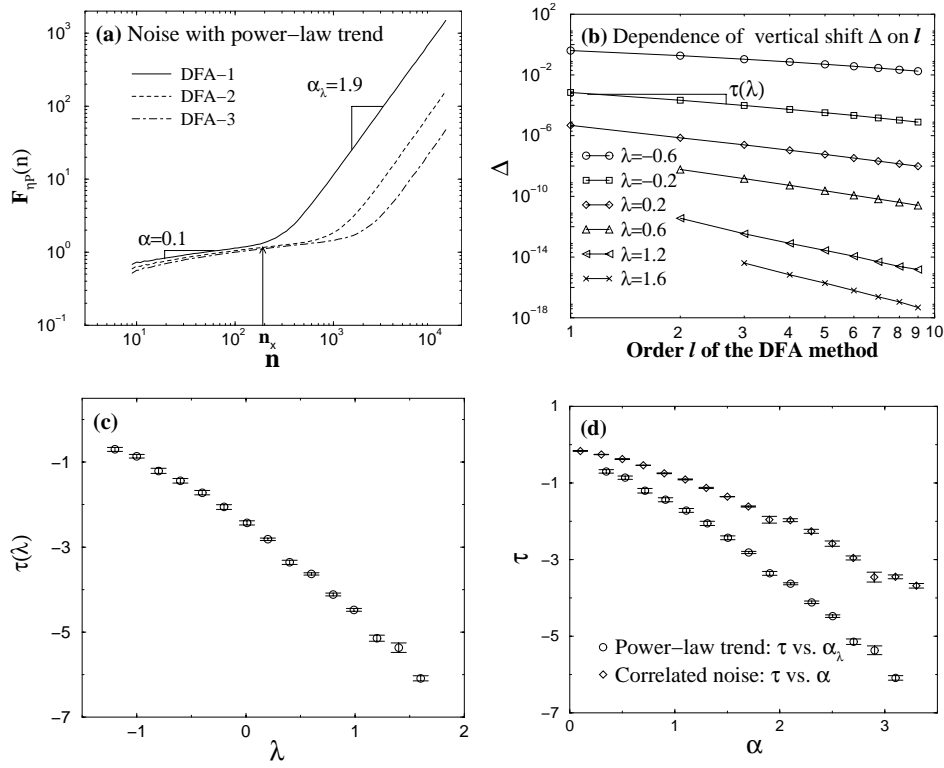 (a) Noise with power−law trend
DFA−1
DFA−2
DFA−3
α_λ=1.9
α=0.1
n_x
F_ηP(n)
10^3
10^2
10^1
10^0
10^−1
10^1 10^2 10^3 10^4
n
(b) Dependence of vertical shift Δ on l
τ(λ)
λ=−0.6
λ=−0.2
λ=0.2
λ=0.6
λ=1.2
λ=1.6
Δ
10^0
10^−2
10^−6
10^−10
10^−14
10^−18
1 2 3 4 5 6 7 8 9 10
Order l of the DFA method
(c)
τ(λ)
−1
−3
−5
−7
−1 0 1 2
λ
(d)
τ
1
−1
−3
−5
−7
Power−law trend: τ vs. α_λ
Correlated noise: τ vs. α
0 1 2 3
α